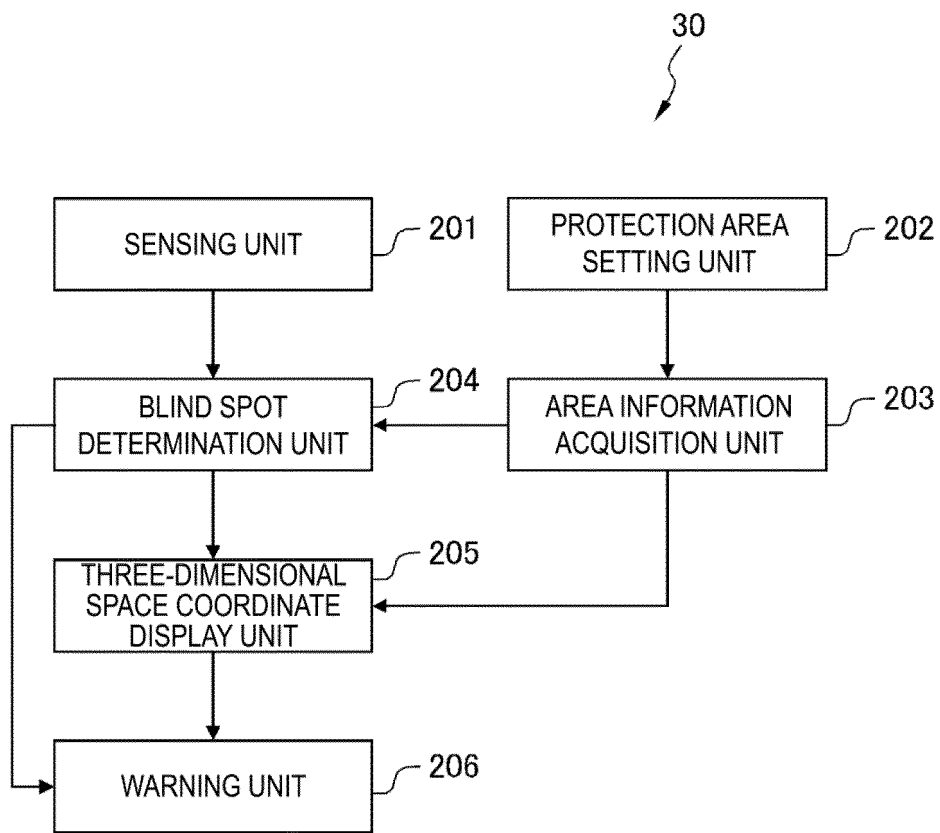 30
SENSING UNIT
201
PROTECTION AREA
SETTING UNIT
202
BLIND SPOT
DETERMINATION UNIT
204
AREA INFORMATION
ACQUISITION UNIT
203
THREE-DIMENSIONAL
SPACE COORDINATE
DISPLAY UNIT
205
WARNING UNIT
206